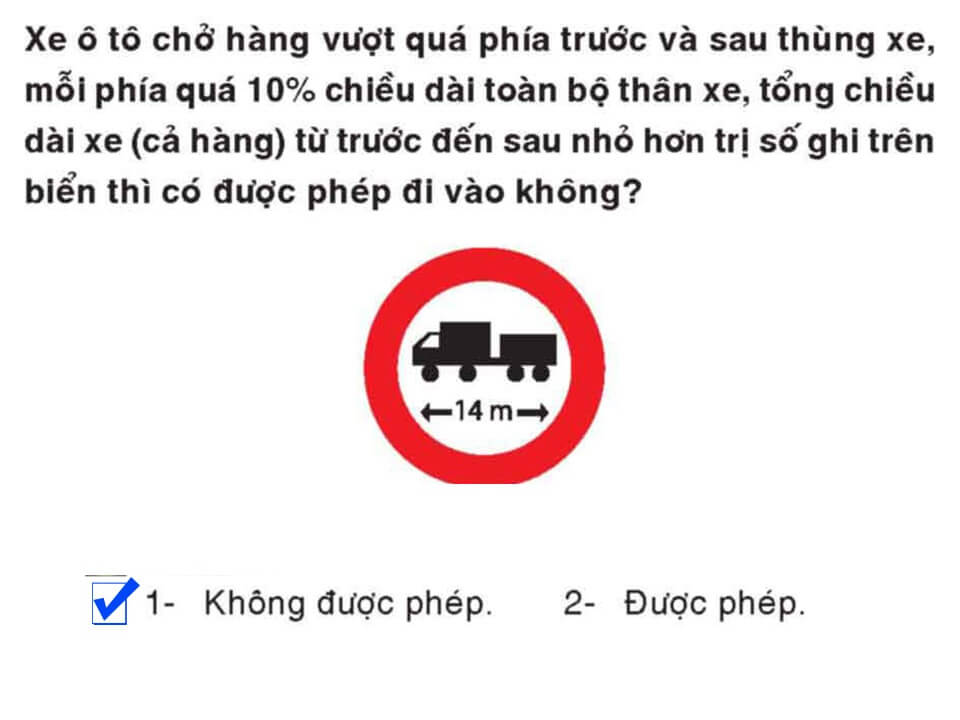 Xe ô tô chở hàng vượt quá phía trước và sau thùng xe,
mỗi phía quá 10% chiều dài toàn bộ thân xe, tổng chiều
dài xe (cả hàng) từ trước đến sau nhỏ hơn trị số ghi trên
biển thì có được phép đi vào không?
14 m
1- Không được phép. 2- Được phép.